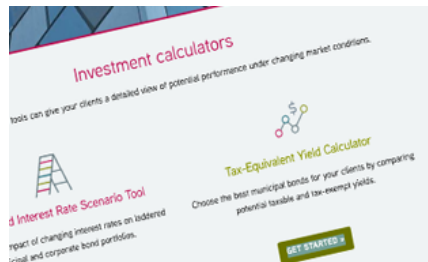 Investment calculators
tools can give your clients a detailed view of potential performance under changing market conditions.
d Interest Rate Scenario Tool
mpact of changing interest rates on laddered
cipal and corporate bond portfolios.
$
Tax-Equivalent Yield Calculator
Choose the best municipal bonds for your clients by comparing
potential taxable and tax-exempt yields.
GET STARTED »